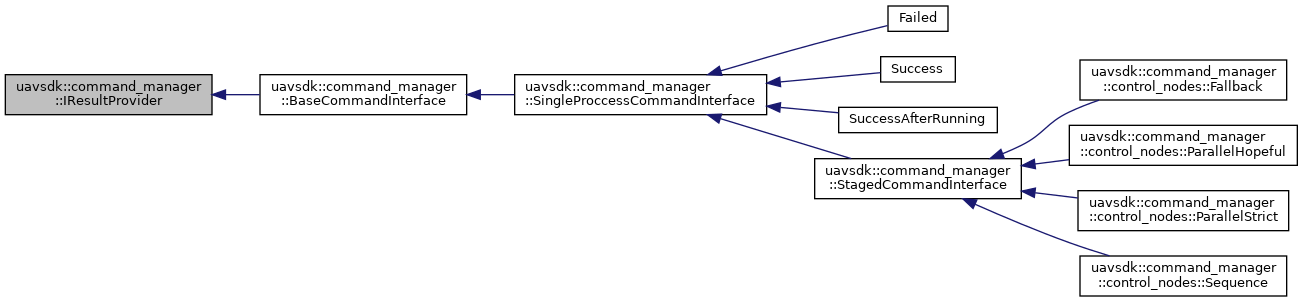 uavsdk::command_manager
::IResultProvider
uavsdk::command_manager
::BaseCommandInterface
uavsdk::command_manager
::SingleProccessCommandInterface
Failed
Success
SuccessAfterRunning
uavsdk::command_manager
::StagedCommandInterface
uavsdk::command_manager
::control_nodes::Fallback
uavsdk::command_manager
::control_nodes::ParallelHopeful
uavsdk::command_manager
::control_nodes::ParallelStrict
uavsdk::command_manager
::control_nodes::Sequence